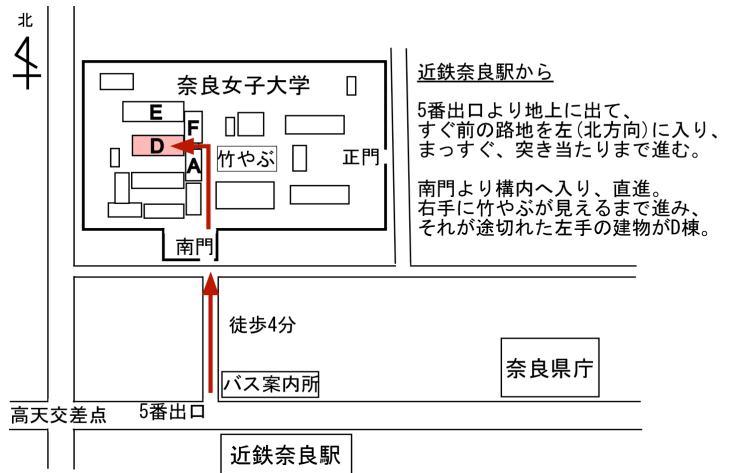 北
奈良女子大学
E
F
D
A
竹やぶ
正門
南門
徒歩4分
バス案内所
奈良県庁
高天交差点
5番出口
近鉄奈良駅
近鉄奈良駅から
5番出口より地上に出て、
すぐ前の路地を左(北方向)に入り、
まっすぐ、突き当たりまで進む。
南門より構内へ入り、直進。
右手に竹やぶが見えるまで進み、
それが途切れた左手の建物がD棟。